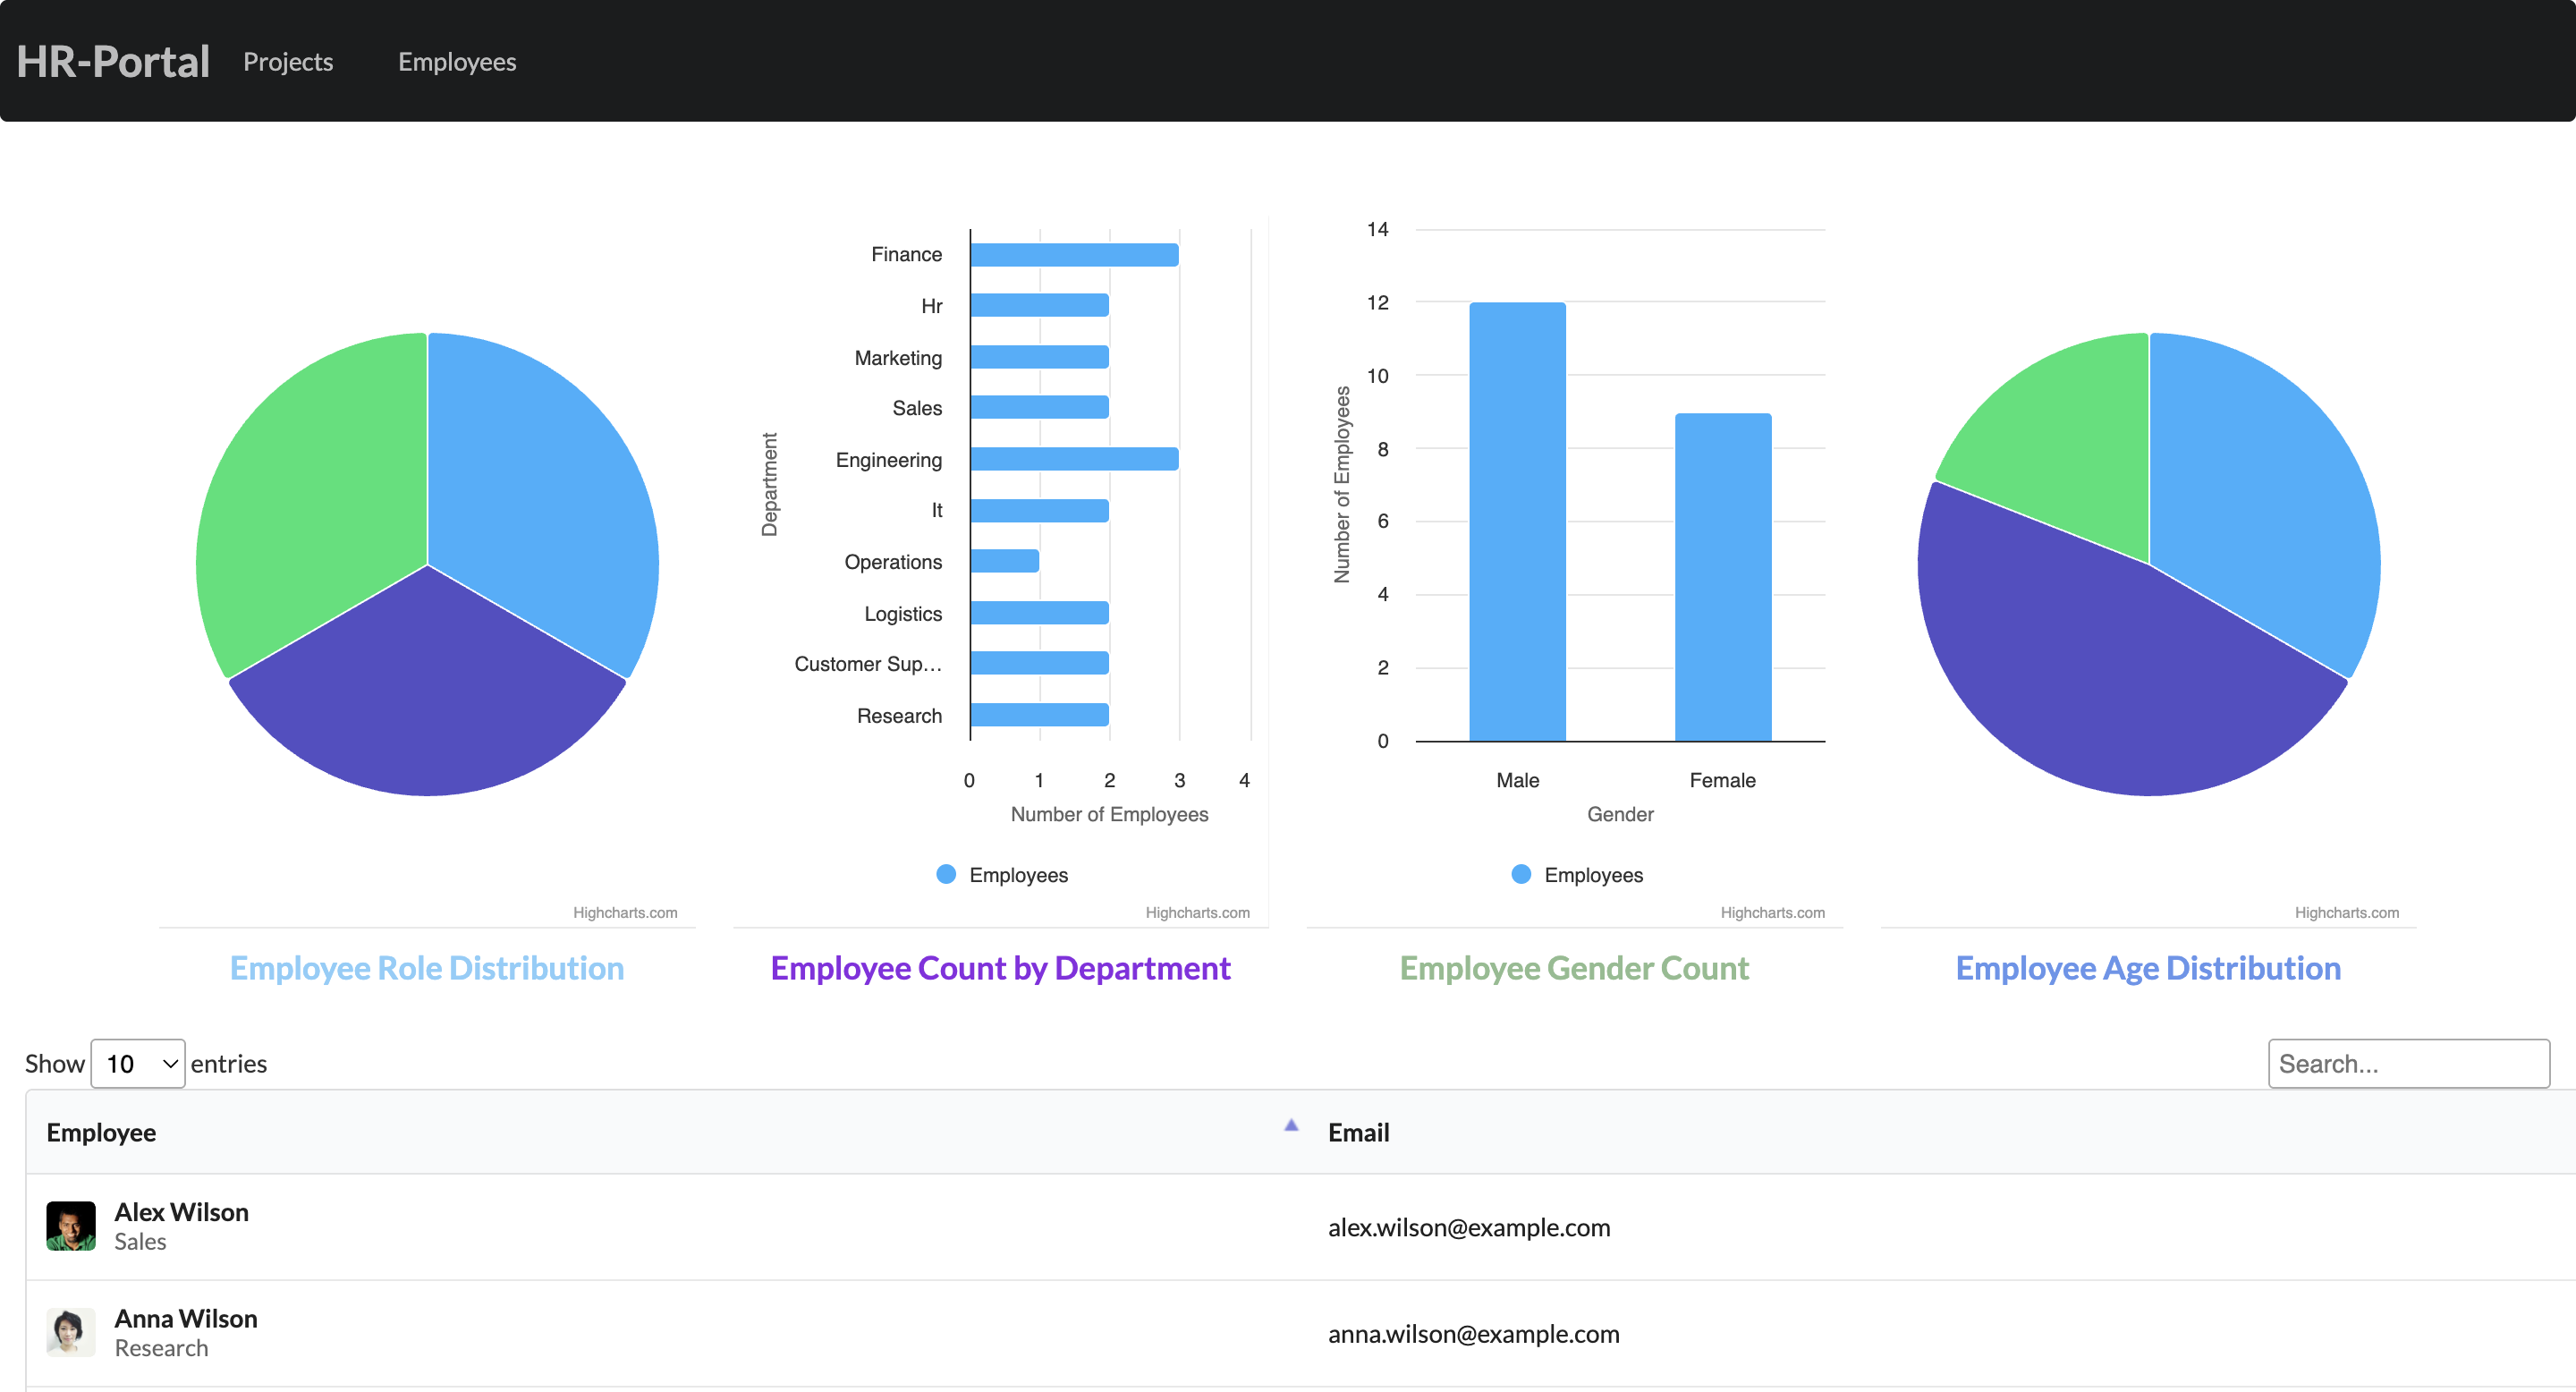 HR-Portal Projects Employees
Finance
Hr
Marketing
Sales
Engineering
It
Operations
Logistics
Customer Sup...
Research
Department
0 1 2 3 4
Number of Employees
Employees
14
12
10
8
6
4
2
0
Number of Employees
Male Female
Gender
Employees
Highcharts.com
Highcharts.com
Highcharts.com
Highcharts.com
Employee Role Distribution
Employee Count by Department
Employee Gender Count
Employee Age Distribution
Show 10 entries
Search...
Employee Email
Alex Wilson
Sales
alex.wilson@example.com
Anna Wilson
Research
anna.wilson@example.com